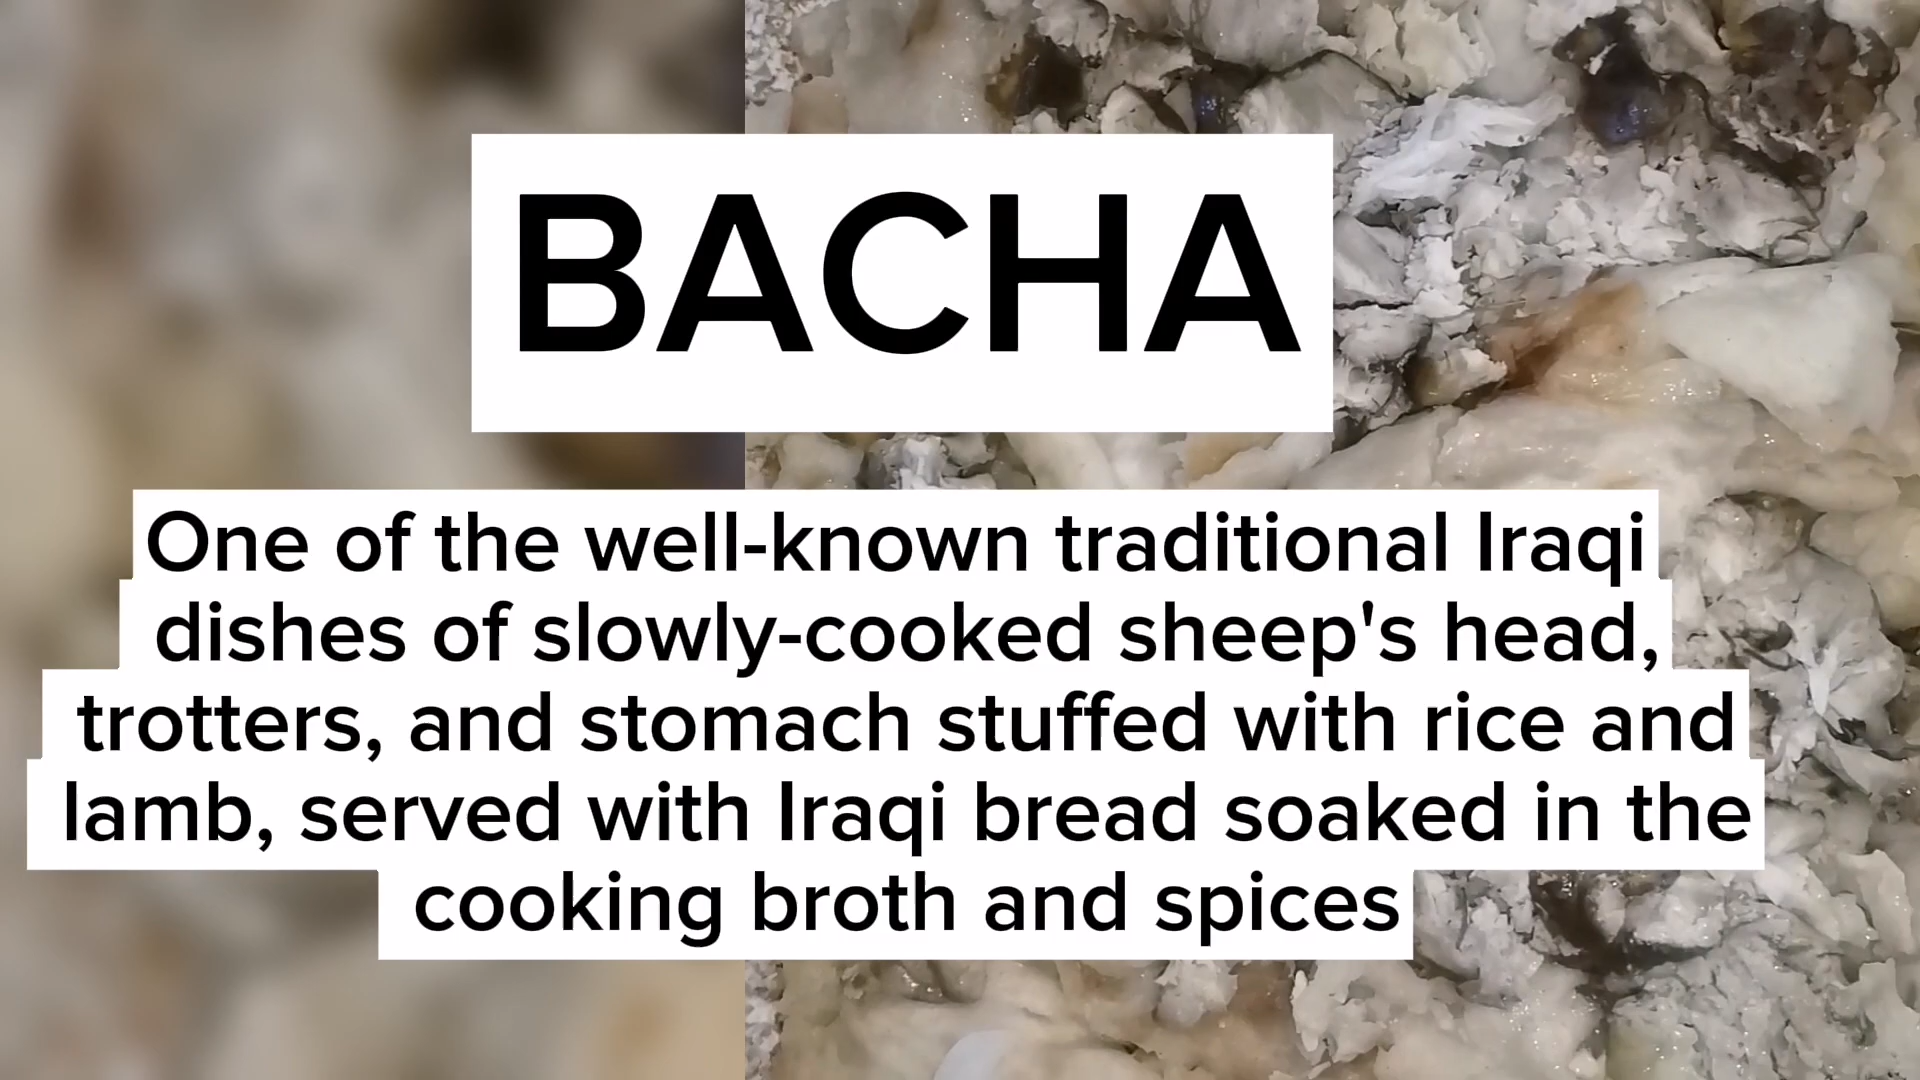 BACHA
One of the well-known traditional Iraqi
dishes of slowly-cooked sheep's head,
trotters, and stomach stuffed with rice and
lamb, served with Iraqi bread soaked in the
cooking broth and spices